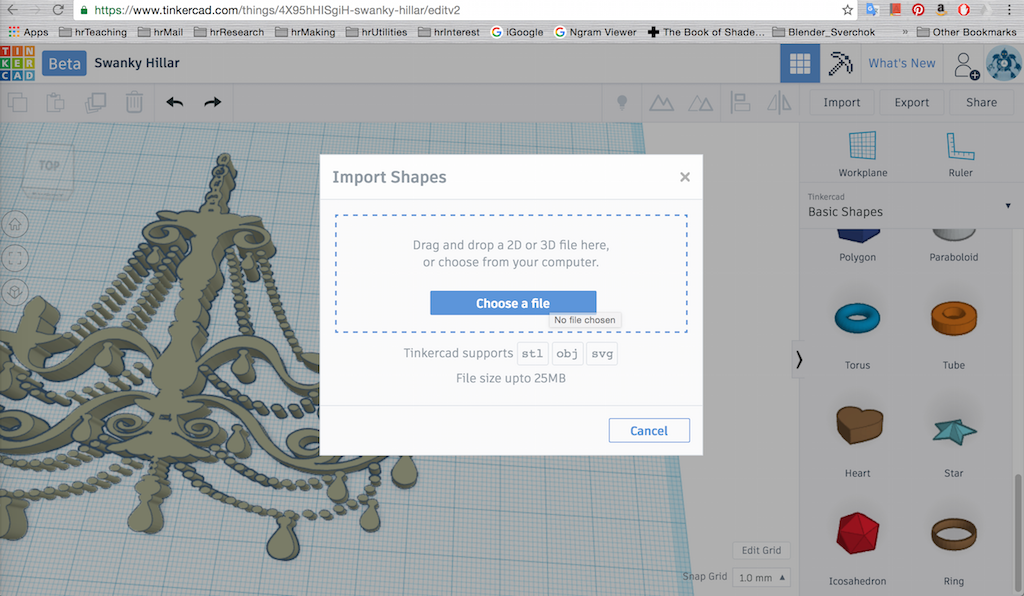 https://www.tinkercad.com/things/4X95hHISgiH-swanky-hillar/editv2
Apps hrTeaching hrMail hrResearch hrMaking hrUtilities hrInterest iGoogle Ngram Viewer The Book of Shade... Blender_Sverchok » Other Bookmarks
TIN
KER
CAD
Beta
Swanky Hillar
What's New
Import
Export
Share
TOP
Workplane
Ruler
Tinkercad
Basic Shapes
Import Shapes
Drag and drop a 2D or 3D file here,
or choose from your computer.
Choose a file
No file chosen
Tinkercad supports stl obj svg
File size upto 25MB
Cancel
Polygon
Paraboloid
Torus
Tube
Heart
Star
Icosahedron
Ring
Edit Grid
Snap Grid
1.0 mm